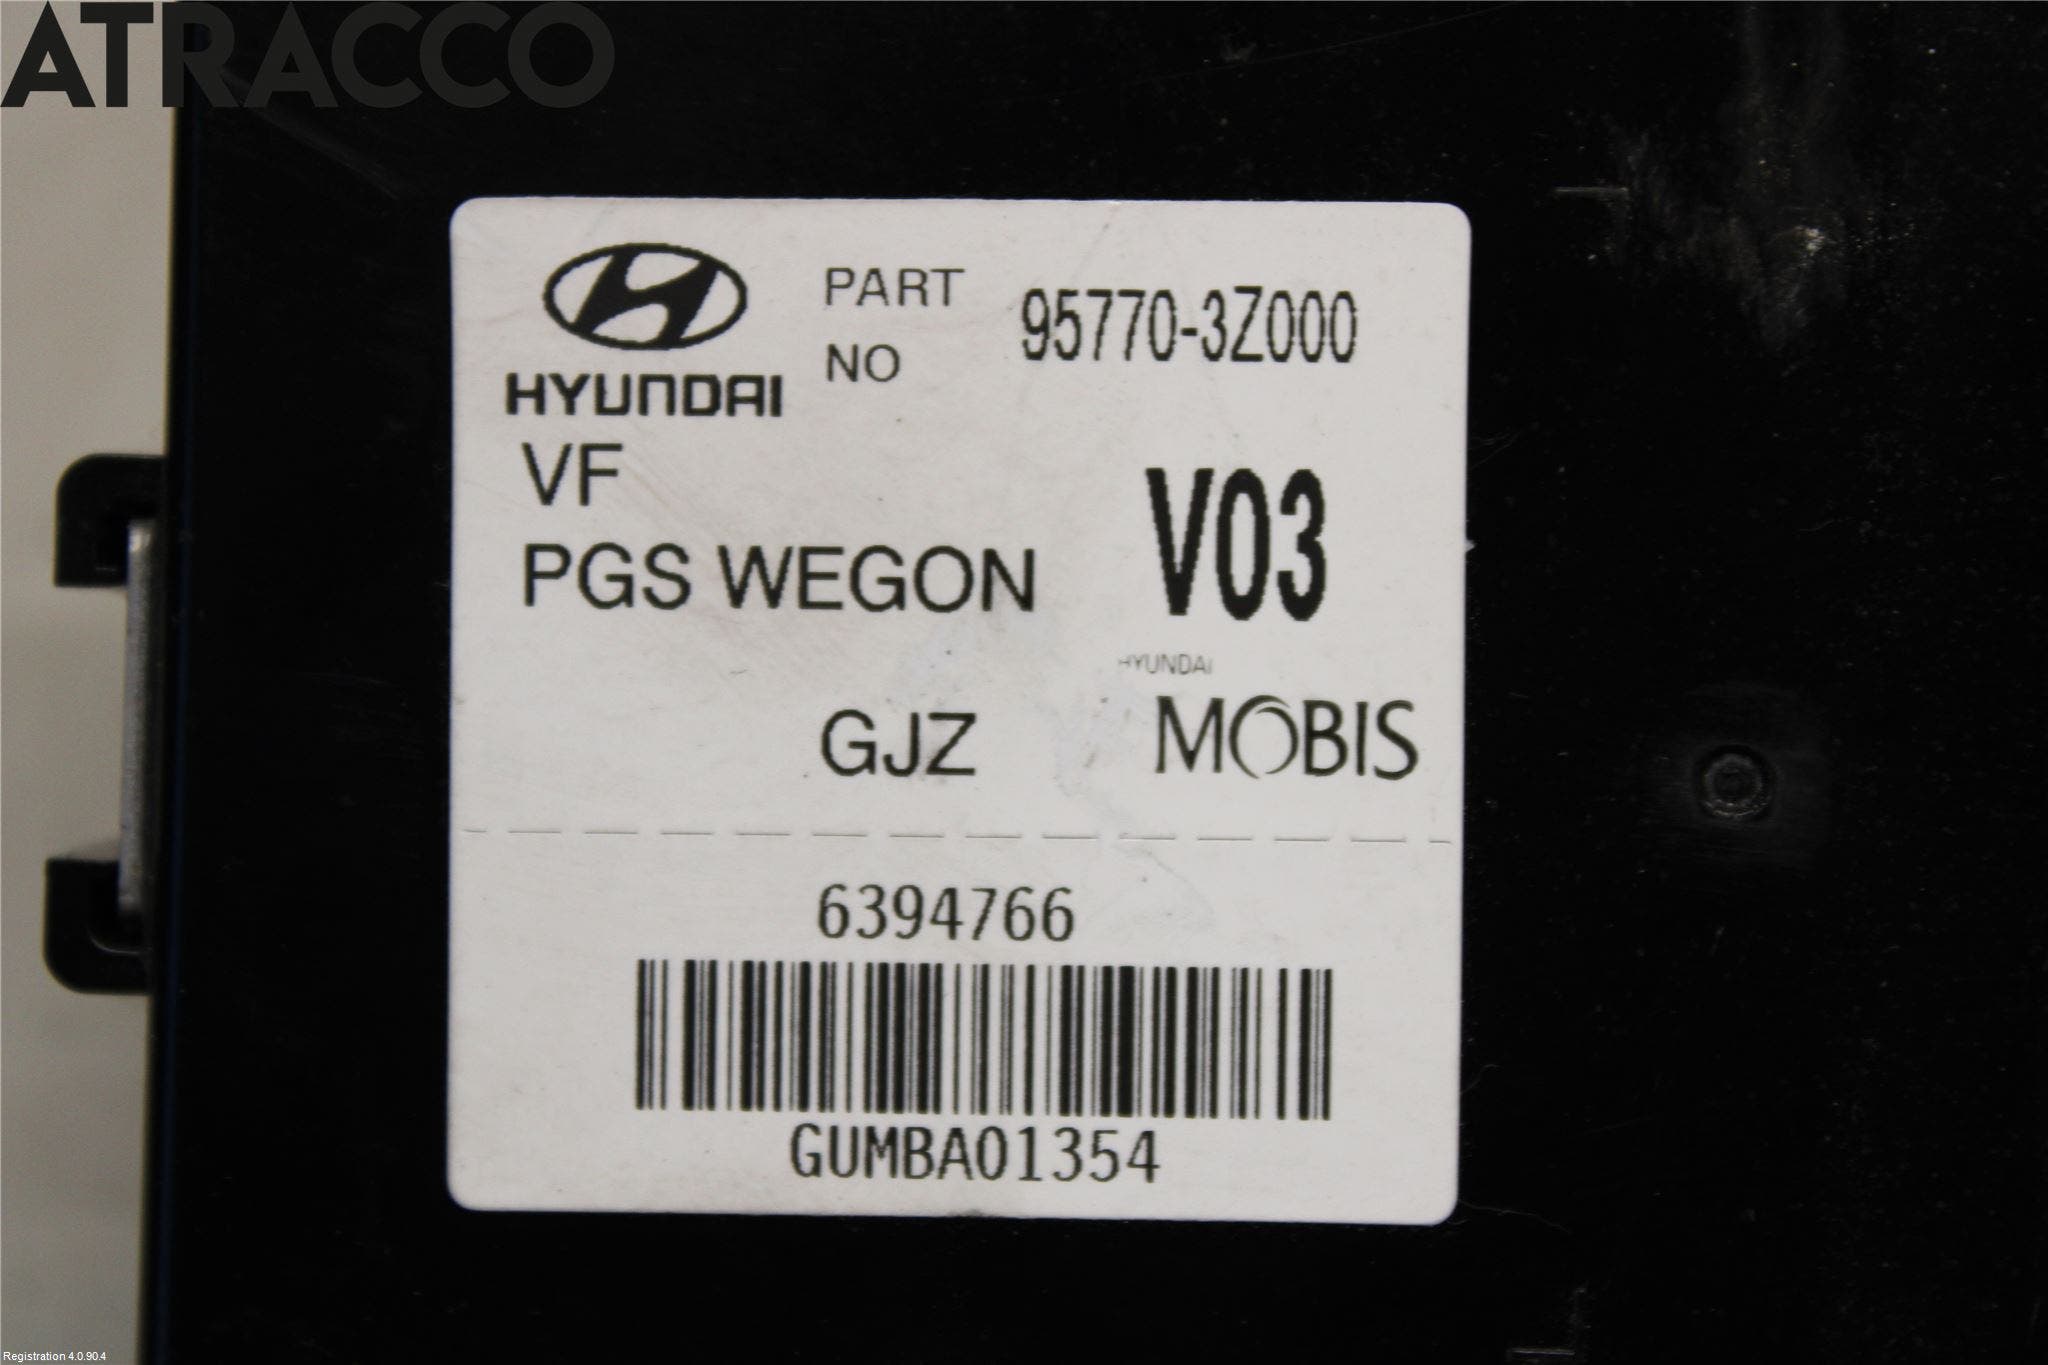 ATRACCO
HYUNDAI
PART
NO
95770-3Z000
VF
PGS WEGON
V03
HYUNDAI
MOBIS
GJZ
6394766
GUMBA01354
Registration 4.0.90.4